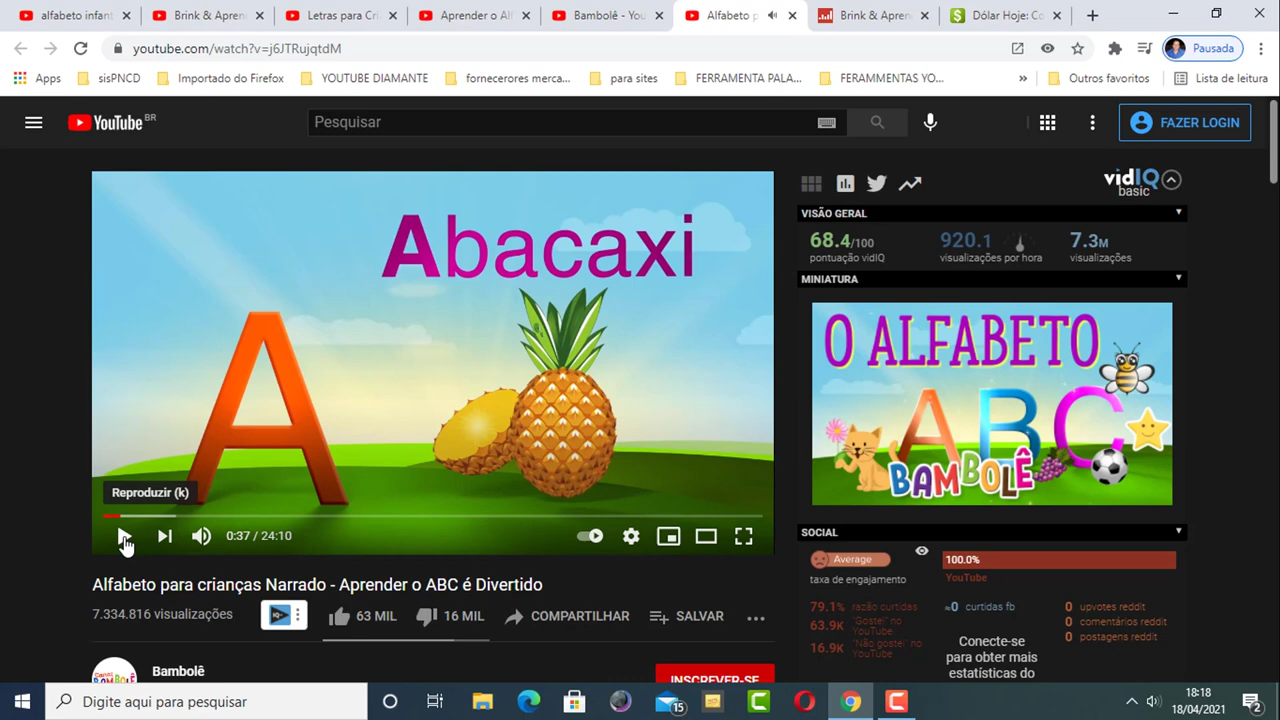 alfabeto infant
Brink & Apren
Letras para Cri
Aprender o Al
Bambolê - You
Alfabeto p
Brink & Apren
Dólar Hoje: Co
youtube.com/watch?v=j6JTRujqtdM
Pausada
Apps
sisPNCD
Importado do Firefox
YOUTUBE DIAMANTE
fornecerores merca...
para sites
FERRAMENTA PALA...
FERAMMENTAS YO...
Outros favoritos
Lista de leitura
YouTube BR
Pesquisar
FAZER LOGIN
vidIQ
basic
VISÃO GERAL
68.4/100
pontuação vidIQ
920.1
visualizações por hora
7.3M
visualizações
MINIATURA
Abacaxi
A
O ALFABETO
ABC
BAMBOLÊ
Reproduzir (k)
0:37 / 24:10
SOCIAL
Average
taxa de engajamento
100.0%
YouTube
79.1% razão curtidas
63.9K "Gostei" no YouTube
16.9K "Não gostei" no YouTube
≈0 curtidas fb
0 upvotes reddit
0 comentários reddit
0 postagens reddit
Conecte-se
para obter mais
estatísticas do
Alfabeto para crianças Narrado - Aprender o ABC é Divertido
7.334.816 visualizações
63 MIL
16 MIL
COMPARTILHAR
SALVAR
Canal
BAMBOLÊ
Bambolê
INSCREVER-SE
Digite aqui para pesquisar
15
18:18
18/04/2021
2